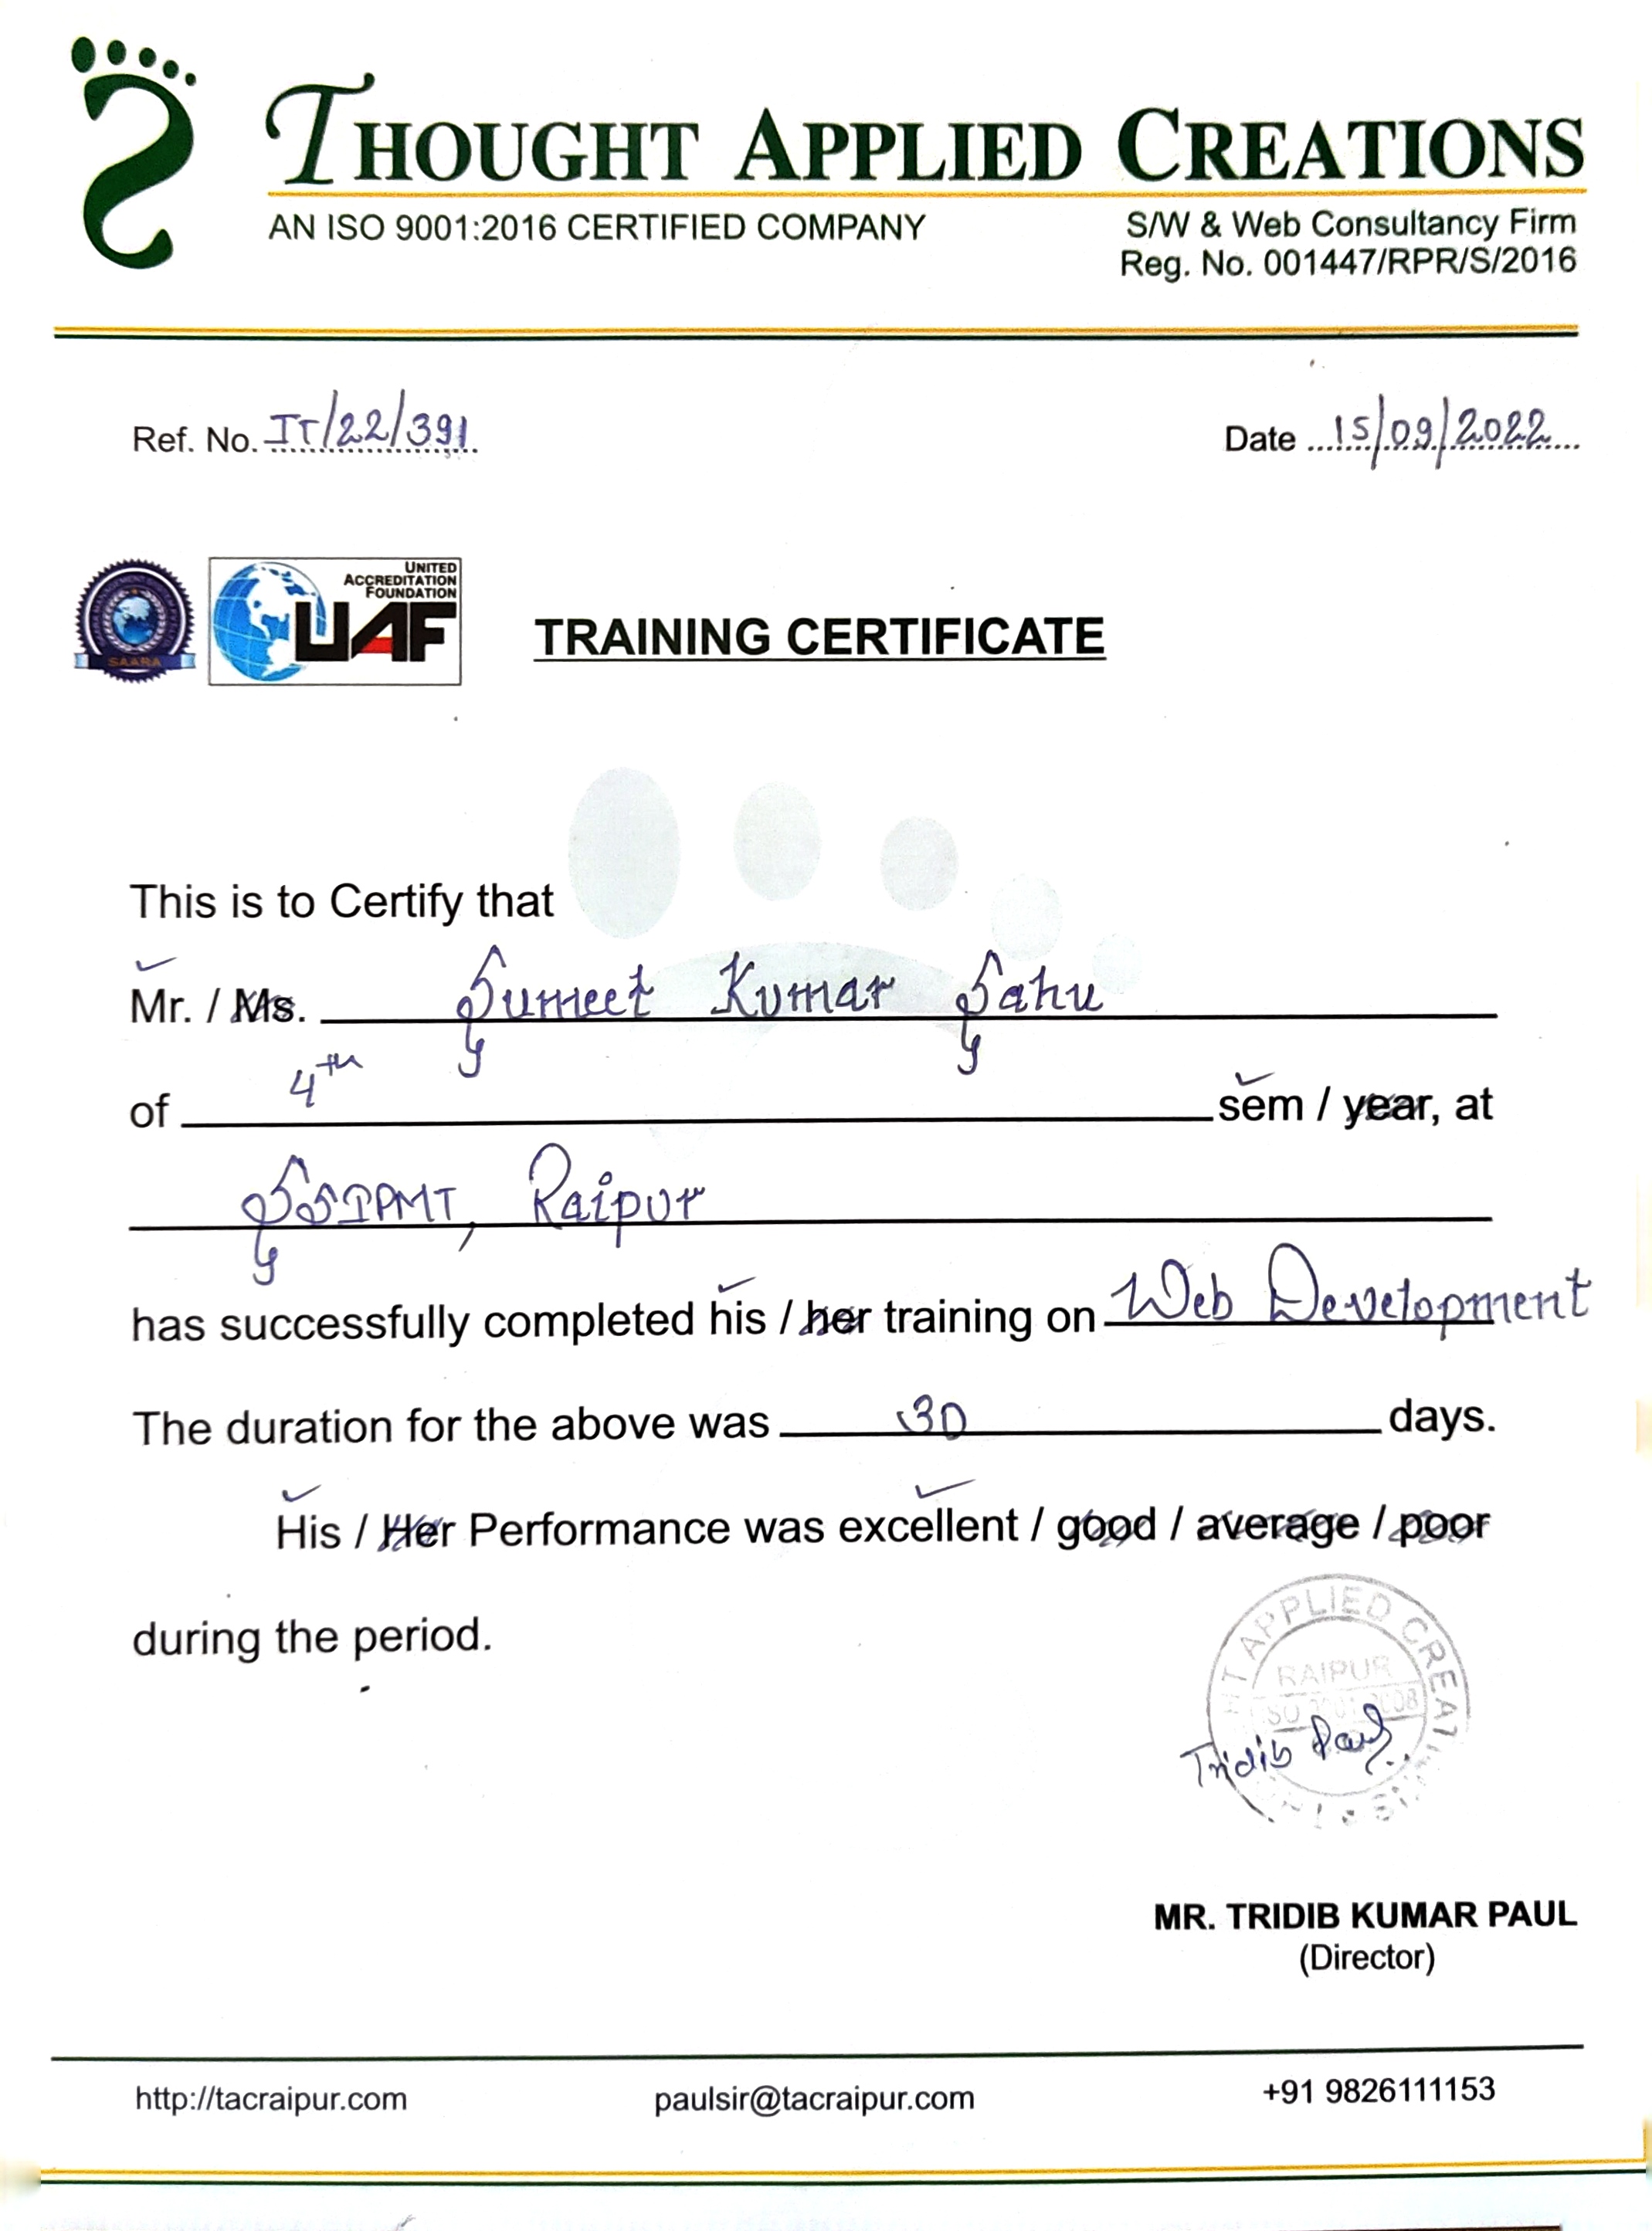 THOUGHT APPLIED CREATIONS
AN ISO 9001:2016 CERTIFIED COMPANY
S/W & Web Consultancy Firm
Reg. No. 001447/RPR/S/2016
Ref. No. IT/22/391
Date 15/09/2022
SAARA
UNITED
ACCREDITATION
FOUNDATION
UAF
TRAINING CERTIFICATE
This is to Certify that
Mr. / Ms. Sumeet Kumar Sahu
of 4th sem / year, at
SSIPMT, Raipur
has successfully completed his / her training on Web Development
The duration for the above was 30 days.
His / Her Performance was excellent / good / average / poor
during the period.
APPLIED CREATIONS
RAIPUR
Tridib Paul
MR. TRIDIB KUMAR PAUL
(Director)
http://tacraipur.com
paulsir@tacraipur.com
+91 9826111153